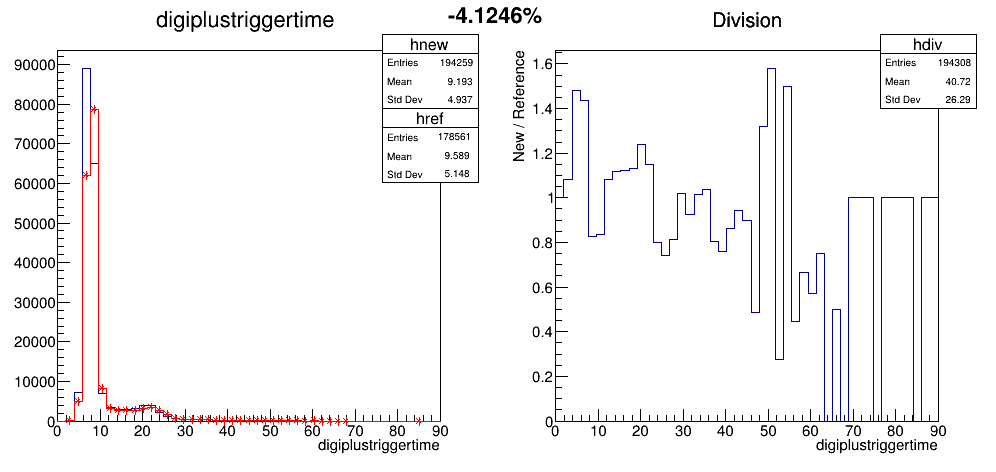 digiplustriggertime
-4.1246%
Division
hnew
Entries 194259
Mean 9.193
Std Dev 4.937
href
Entries 178561
Mean 9.589
Std Dev 5.148
90000
80000
70000
60000
50000
40000
30000
20000
10000
0
0 10 20 30 40 50 60 70 80 90
digiplustriggertime
hdiv
Entries 194308
Mean 40.72
Std Dev 26.29
New / Reference
1.6
1.4
1.2
1
0.8
0.6
0.4
0.2
0
0 10 20 30 40 50 60 70 80 90
digiplustriggertime